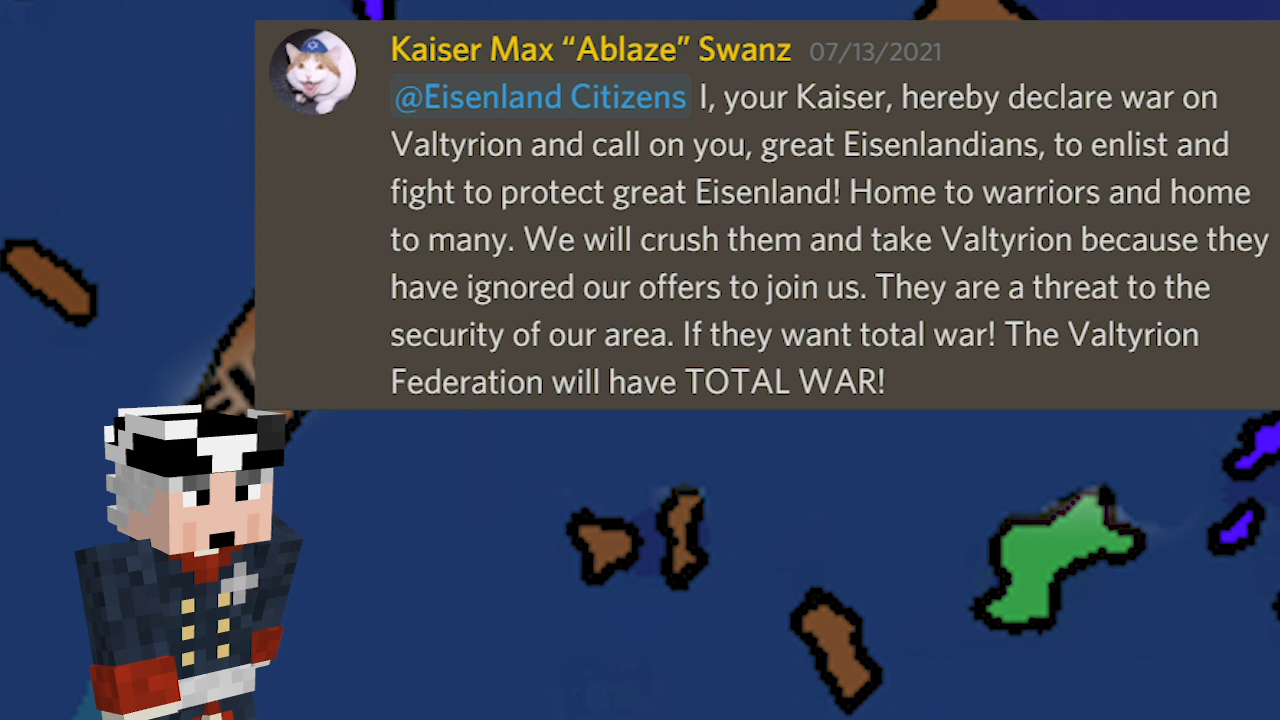 Kaiser Max “Ablaze” Swanz 07/13/2021
@Eisenland Citizens I, your Kaiser, hereby declare war on
Valtyrion and call on you, great Eisenlandians, to enlist and
fight to protect great Eisenland! Home to warriors and home
to many. We will crush them and take Valtyrion because they
have ignored our offers to join us. They are a threat to the
security of our area. If they want total war! The Valtyrion
Federation will have TOTAL WAR!